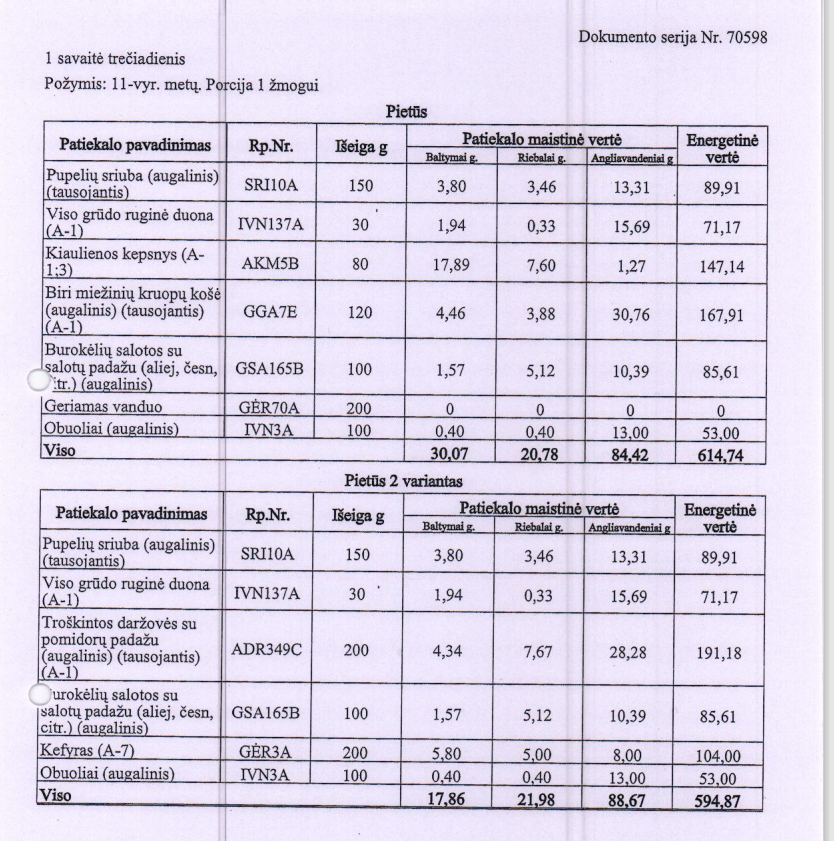 Dokumento serija Nr. 70598
1 savaitė trečiadienis
Požymis: 11-vyr. metų. Porcija 1 žmogui
Pietūs
Patiekalo pavadinimas Rp.Nr. Išeiga g Patiekalo maistinė vertė Energetinė vertė
Baltymai g. Riebalai g. Angliavandeniai g
Pupelių sriuba (augalinis)
(tausojantis) SRI10A 150 3,80 3,46 13,31 89,91
Viso grūdo ruginė duona
(A-1) IVN137A 30 1,94 0,33 15,69 71,17
Kiaulienos kepsnys (A-
1;3) AKM5B 80 17,89 7,60 1,27 147,14
Biri miežinių kruopų košė
(augalinis) (tausojantis) GGA7E 120 4,46 3,88 30,76 167,91
(A-1)
Burokėlių salotos su
salotų padažu (aliej, česn, GSA165B 100 1,57 5,12 10,39 85,61
citr.) (augalinis)
Geriamas vanduo GĖR70A 200 0 0 0 0
Obuoliai (augalinis) IVN3A 100 0,40 0,40 13,00 53,00
Viso 30,07 20,78 84,42 614,74
Pietūs 2 variantas
Patiekalo pavadinimas Rp.Nr. Išeiga g Patiekalo maistinė vertė Energetinė vertė
Baltymai g. Riebalai g. Angliavandeniai g
Pupelių sriuba (augalinis)
(tausojantis) SRI10A 150 3,80 3,46 13,31 89,91
Viso grūdo ruginė duona
(A-1) IVN137A 30 1,94 0,33 15,69 71,17
Troškintos daržovės su
pomidorų padažu
(augalinis) (tausojantis) ADR349C 200 4,34 7,67 28,28 191,18
(A-1)
urokėlių salotos su
salotų padažu (aliej, česn, GSA165B 100 1,57 5,12 10,39 85,61
citr.) (augalinis)
Kefyras (A-7) GĖR3A 200 5,80 5,00 8,00 104,00
Obuoliai (augalinis) IVN3A 100 0,40 0,40 13,00 53,00
Viso 17,86 21,98 88,67 594,87